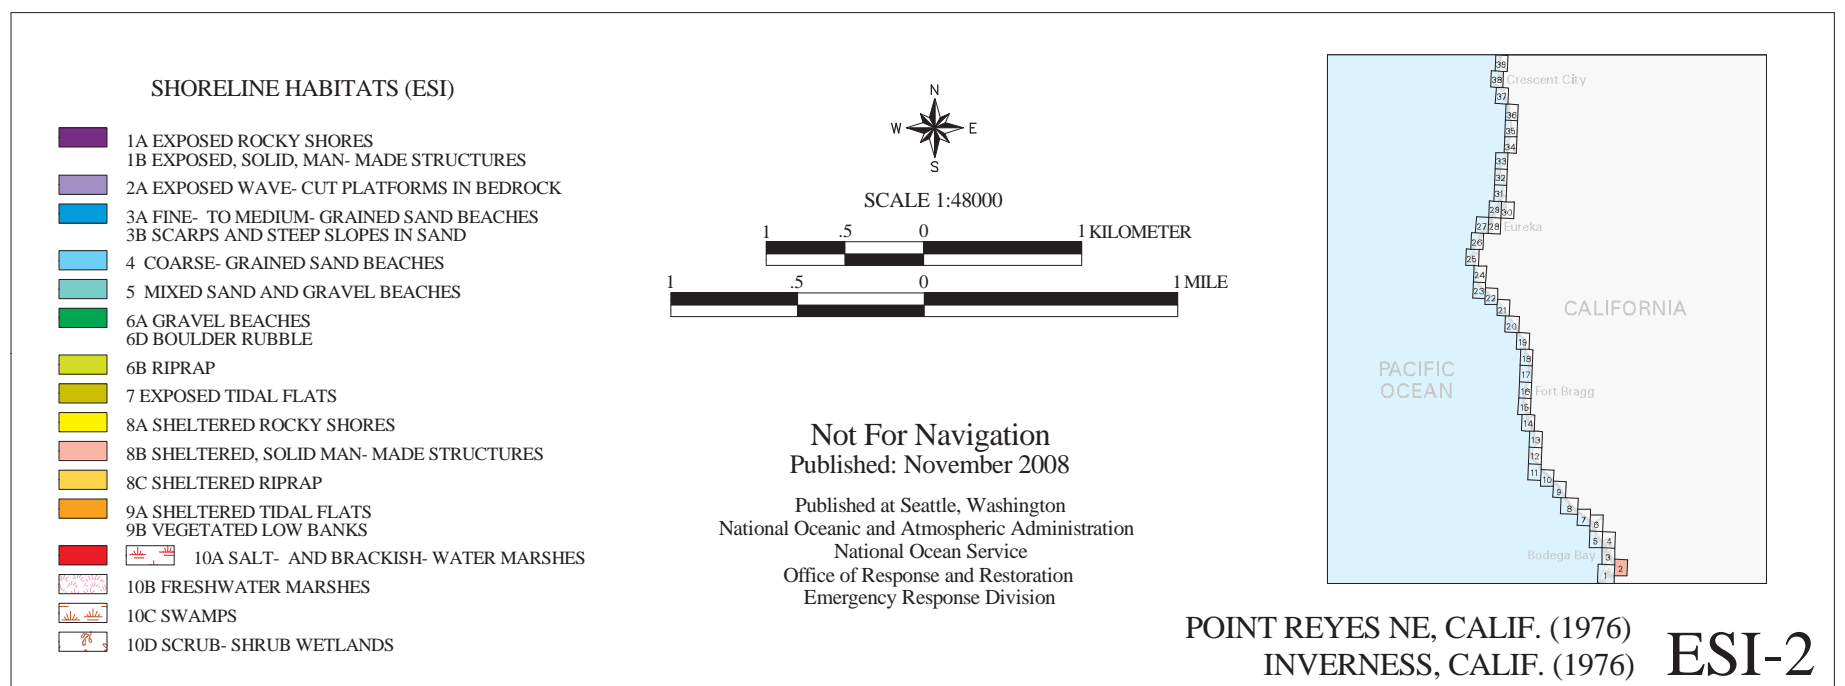 SHORELINE HABITATS (ESI)
1A EXPOSED ROCKY SHORES
1B EXPOSED, SOLID, MAN- MADE STRUCTURES
2A EXPOSED WAVE- CUT PLATFORMS IN BEDROCK
3A FINE- TO MEDIUM- GRAINED SAND BEACHES
3B SCARPS AND STEEP SLOPES IN SAND
4 COARSE- GRAINED SAND BEACHES
5 MIXED SAND AND GRAVEL BEACHES
6A GRAVEL BEACHES
6D BOULDER RUBBLE
6B RIPRAP
7 EXPOSED TIDAL FLATS
8A SHELTERED ROCKY SHORES
8B SHELTERED, SOLID MAN- MADE STRUCTURES
8C SHELTERED RIPRAP
9A SHELTERED TIDAL FLATS
9B VEGETATED LOW BANKS
10A SALT- AND BRACKISH- WATER MARSHES
10B FRESHWATER MARSHES
10C SWAMPS
10D SCRUB- SHRUB WETLANDS
N
W E
S
SCALE 1:48000
1 .5 0 1 KILOMETER
1 .5 0 1 MILE
Not For Navigation
Published: November 2008
Published at Seattle, Washington
National Oceanic and Atmospheric Administration
National Ocean Service
Office of Response and Restoration
Emergency Response Division
39
38 Crescent City
37
36
35
34
33
32
31
30
27 28 Eureka
26
25
24
23
22
21
CALIFORNIA
20
19
18
17
PACIFIC
OCEAN
16 Fort Bragg
15
14
13
12
11
10
9
8
7
6
5 4
Bodega Bay 3
2
1
POINT REYES NE, CALIF. (1976)
INVERNESS, CALIF. (1976)
ESI-2